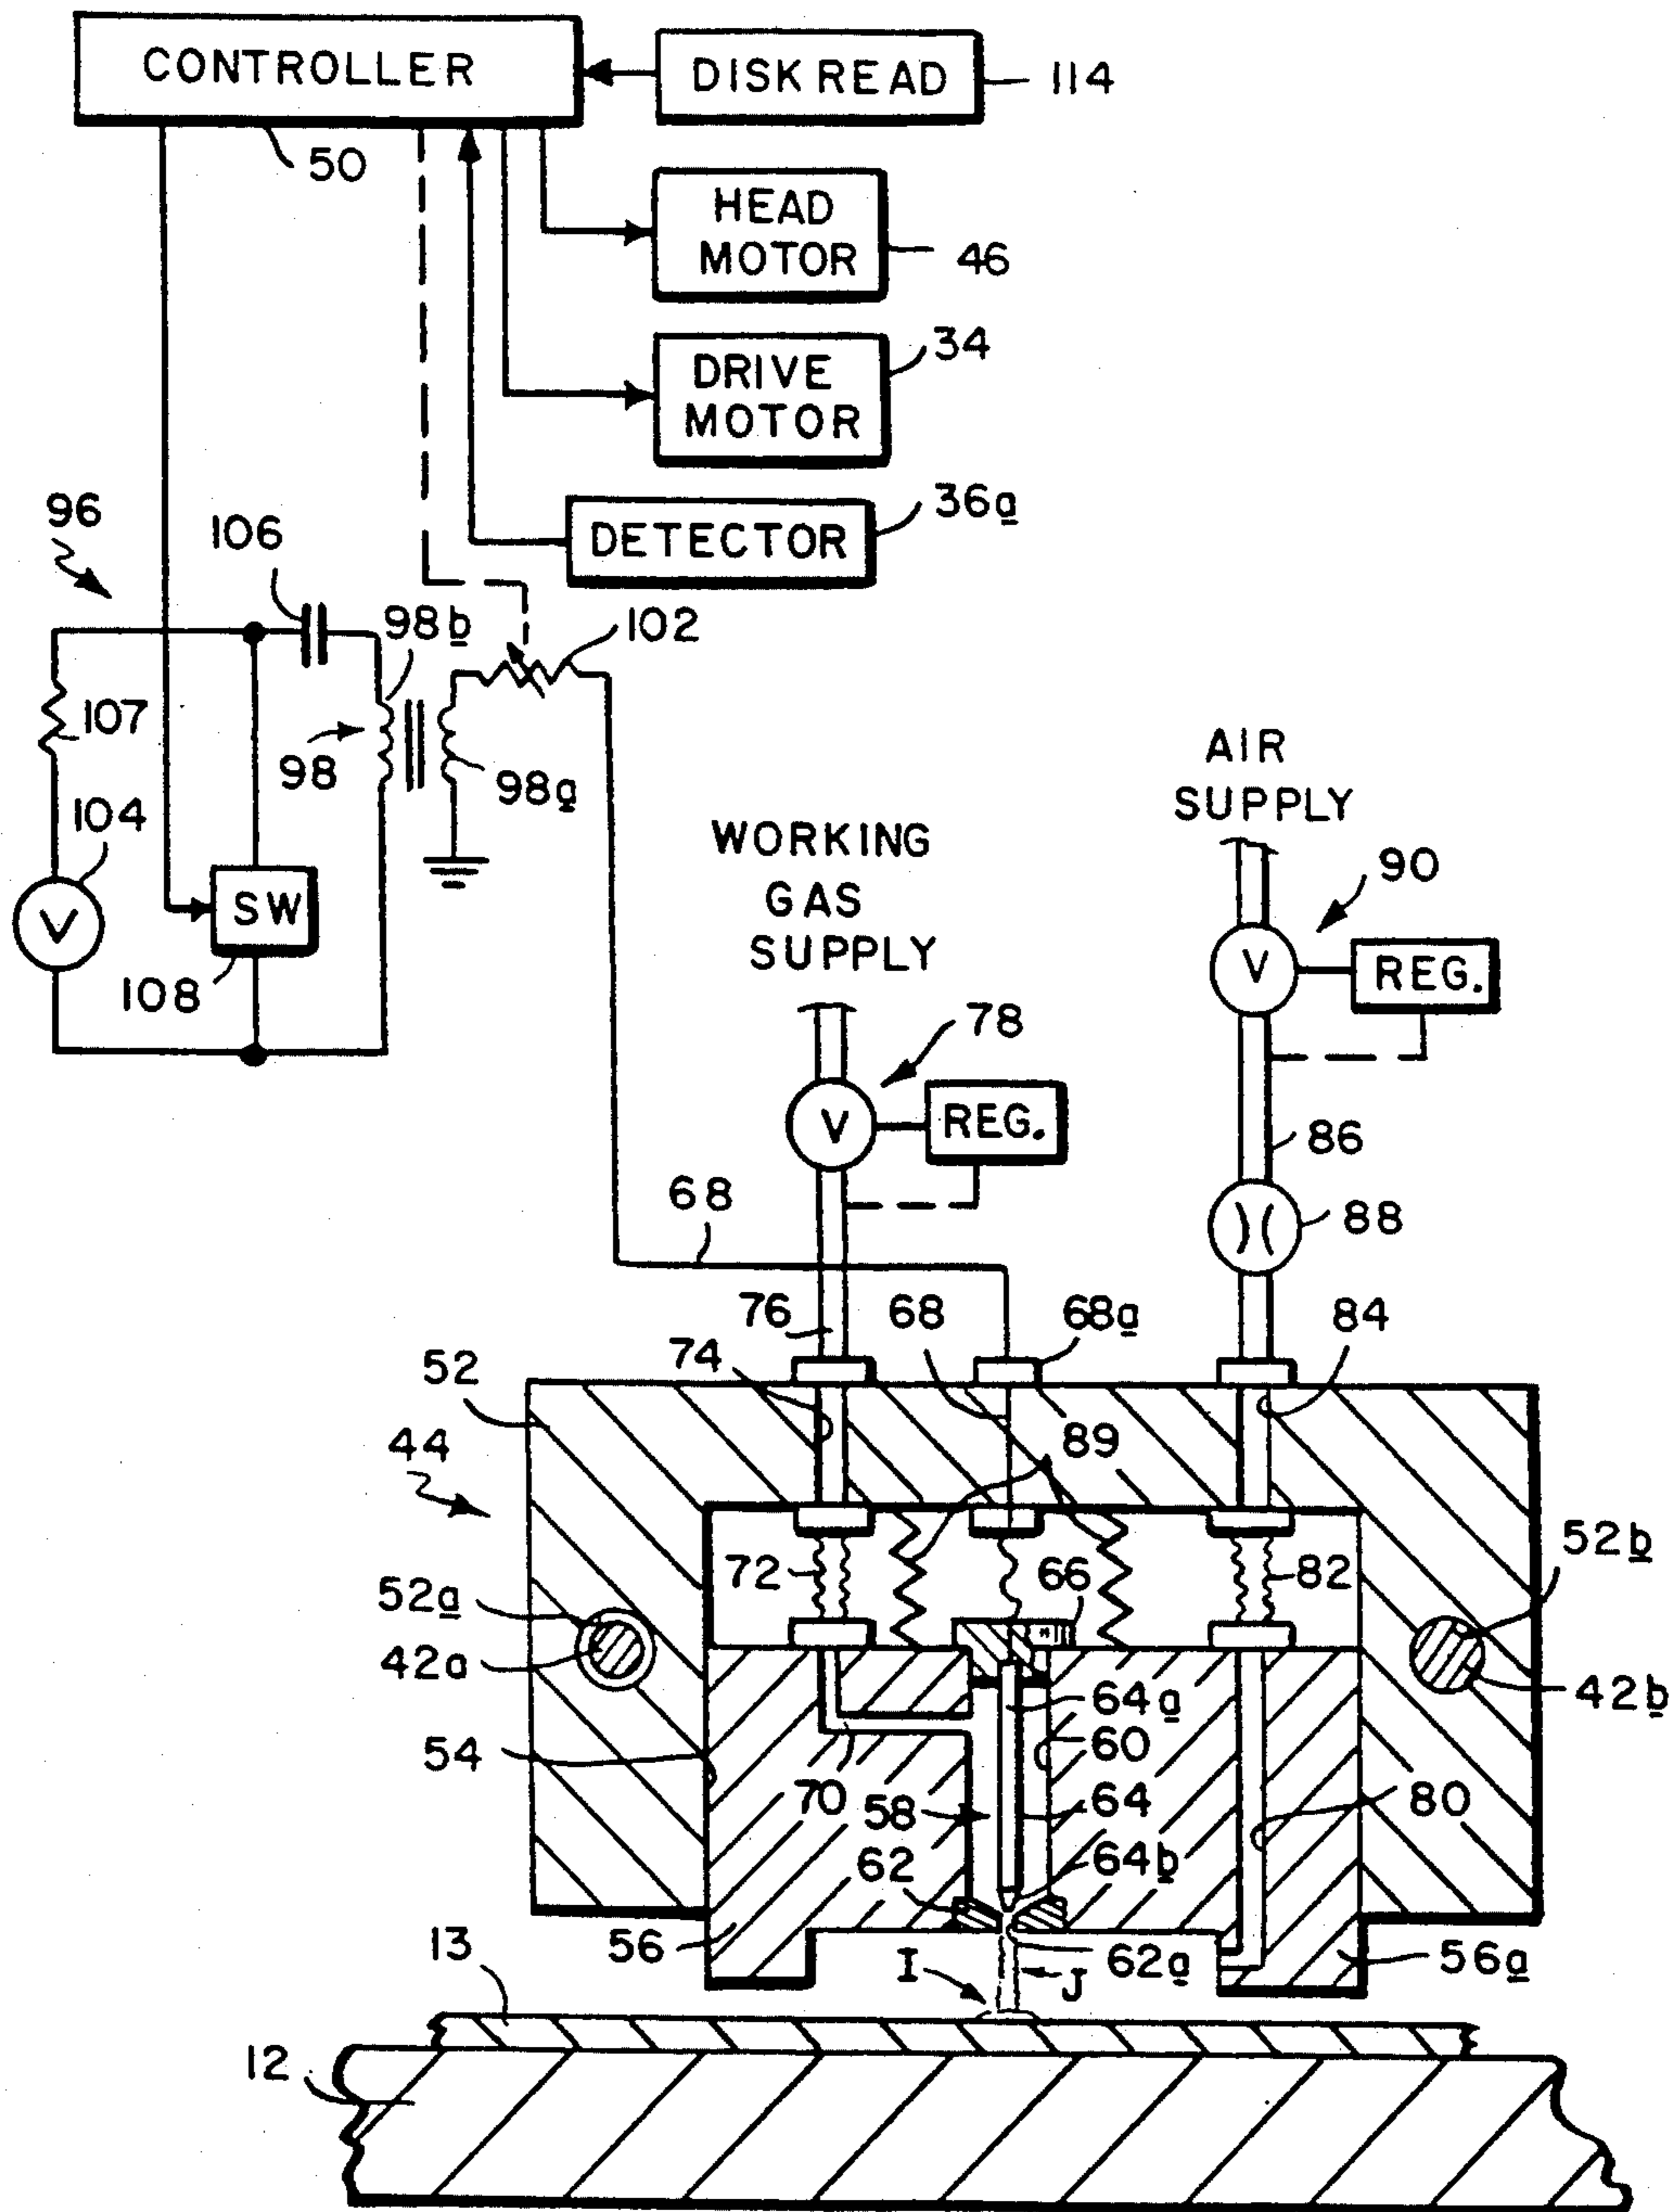 CONTROLLER
DISK READ
114
50
HEAD
MOTOR
46
34
DRIVE
MOTOR
36a
DETECTOR
96
106
98b
102
107
98
98a
104
V
SW
108
AIR
SUPPLY
WORKING
GAS
SUPPLY
90
V
REG.
78
V
REG.
86
68
88
76
68
68a
84
74
52
89
44
72
66
82
52b
52a
42a
64a
42b
54
60
70
58
64
80
62
64b
56
62a
56a
13
I
J
12